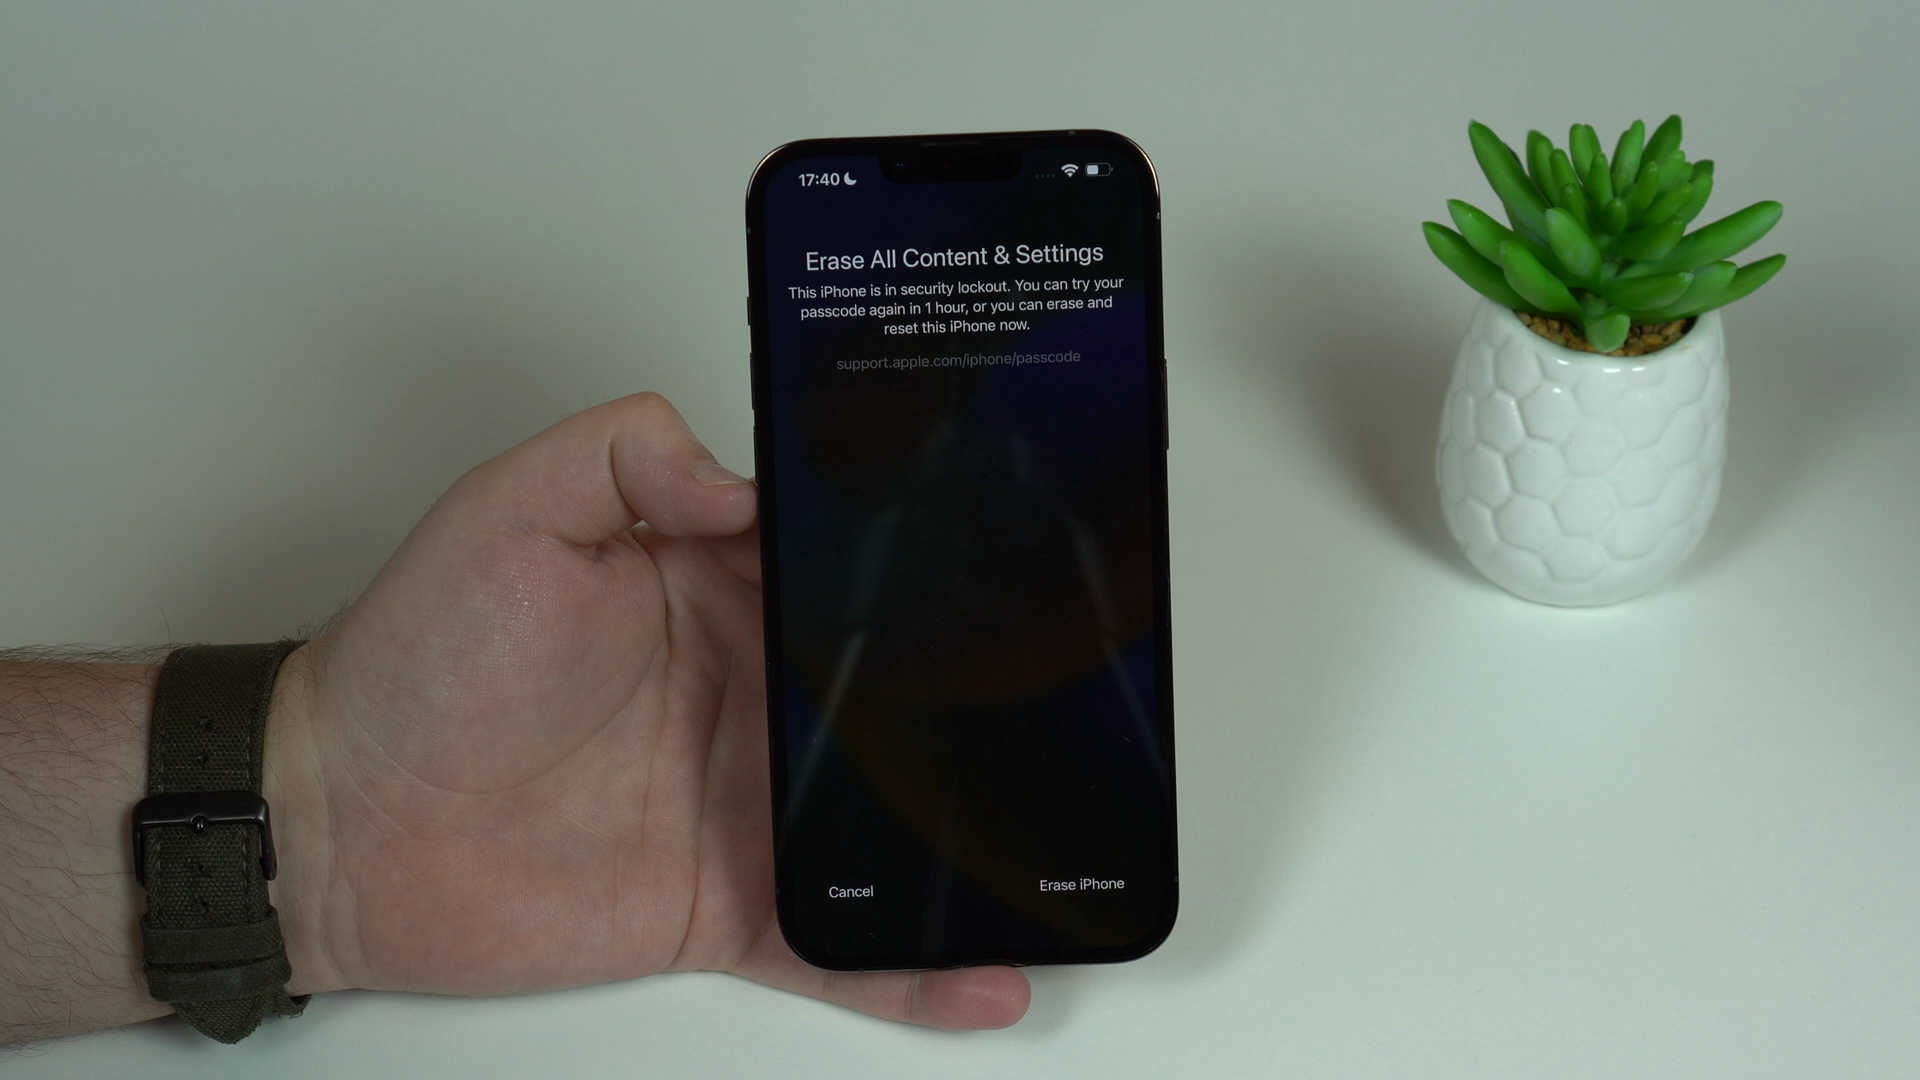 17:40
Erase All Content & Settings
This iPhone is in security lockout. You can try your
passcode again in 1 hour, or you can erase and
reset this iPhone now.
support.apple.com/iphone/passcode
Cancel
Erase iPhone